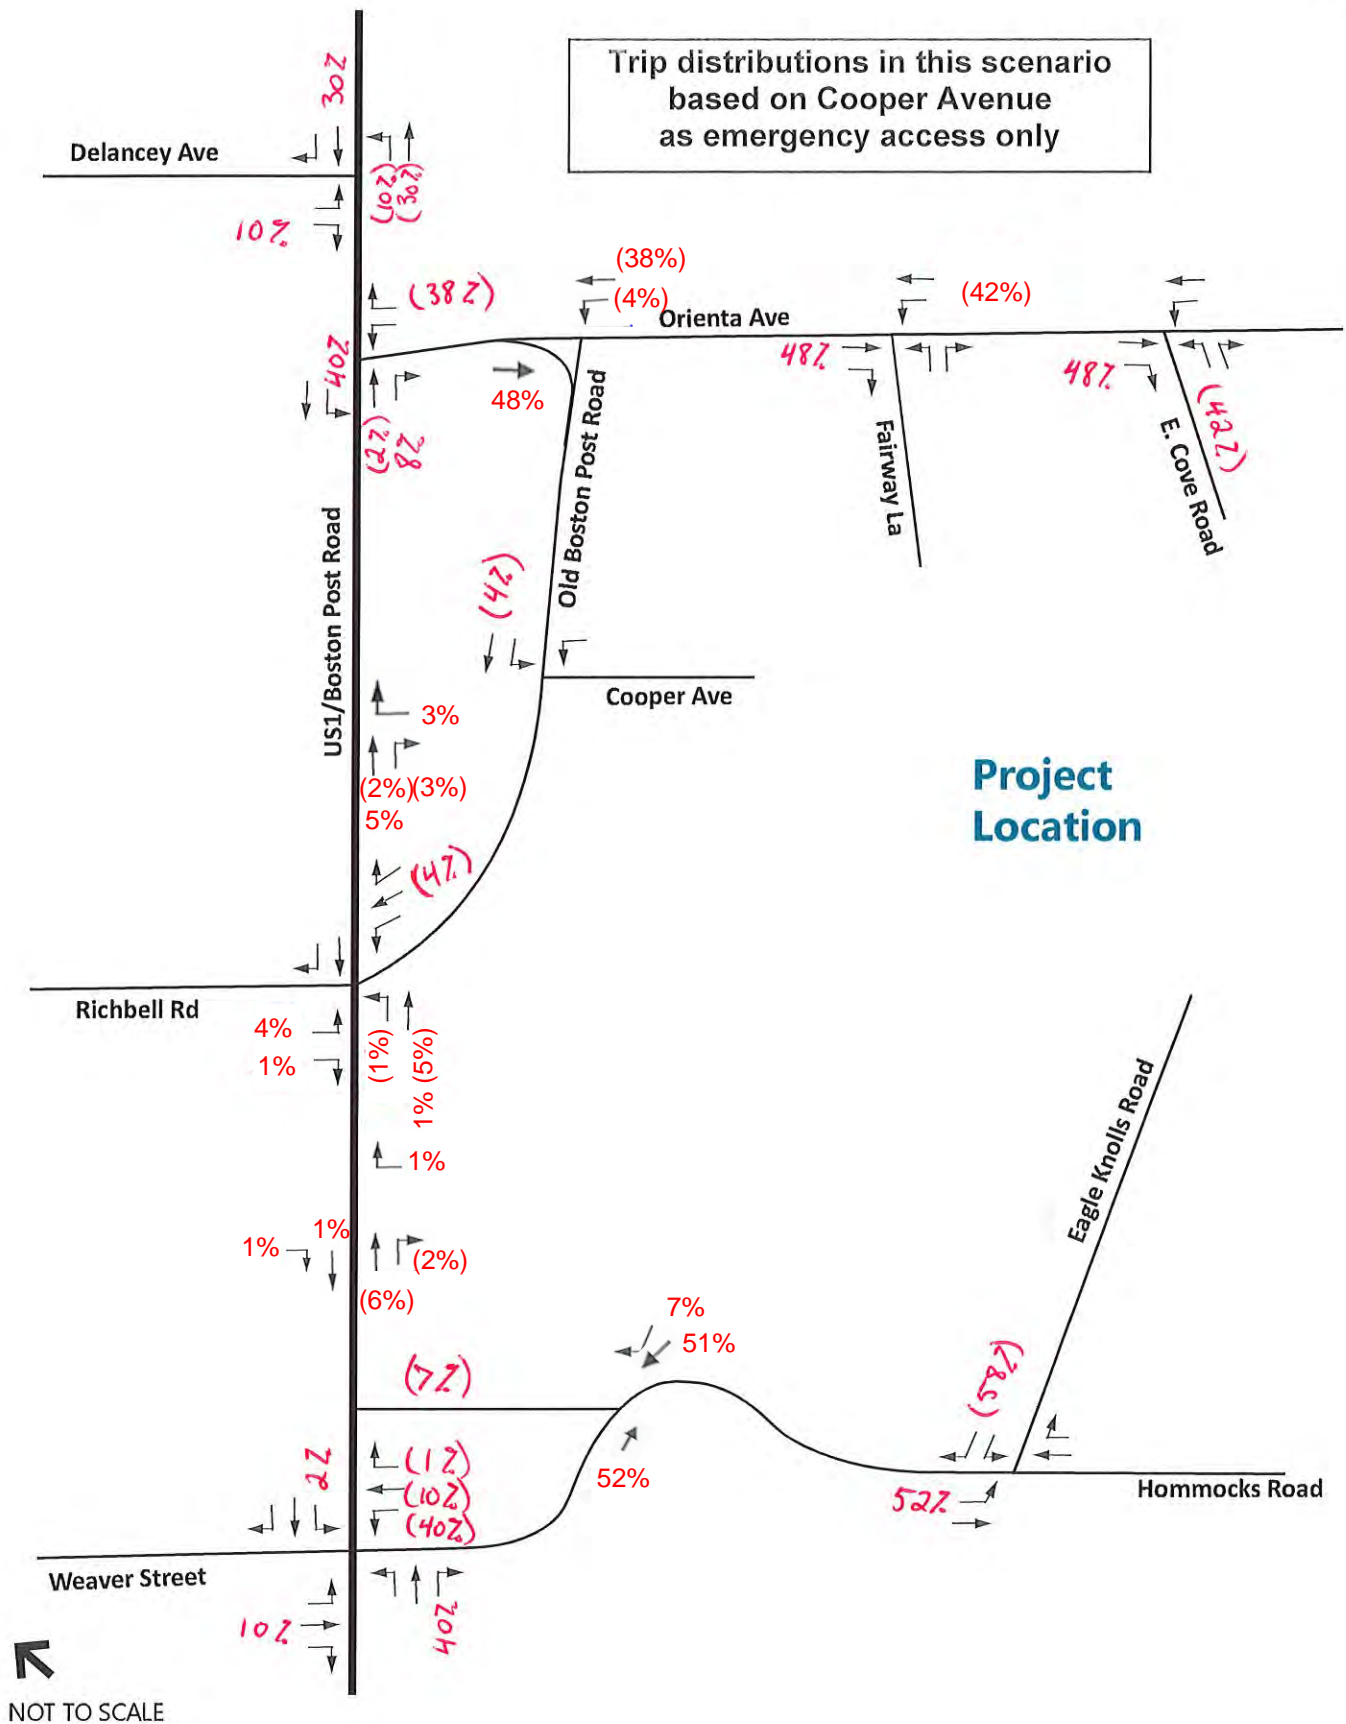 Trip distributions in this scenario
based on Cooper Avenue
as emergency access only
30%
Delancey Ave
(10%)
(30%)
10%
(38%)
(4%)
Orienta Ave
(42%)
(38%)
40%
48%
48%
48%
(42%)
(2%)
8%
Old Boston Post Road
Fairway La
E. Cove Road
US1/Boston Post Road
(4%)
Cooper Ave
3%
(2%)(3%)
5%
Project
Location
(4%)
Richbell Rd
4%
1%
(1%)
1% (5%)
1%
1%
1%
(2%)
(6%)
Eagle Knolls Road
7%
51%
(7%)
(58%)
52%
2%
(1%)
(10%)
(40%)
52%
Hommocks Road
Weaver Street
10%
40%
NOT TO SCALE